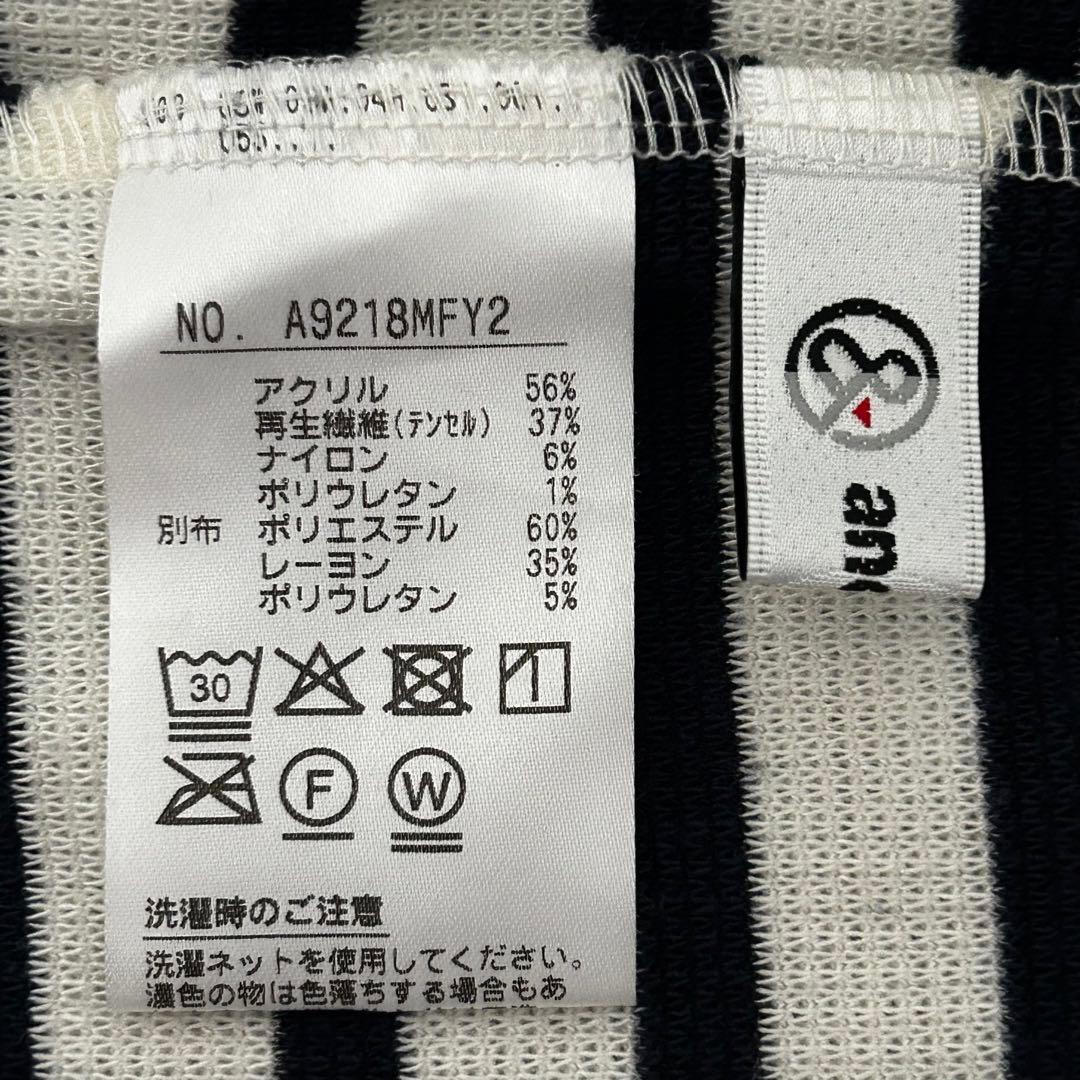 NO. A9218MFY2
アクリル 56%
再生繊維(テンセル) 37%
ナイロン 6%
ポリウレタン 1%
別布 ポリエステル 60%
レーヨン 35%
ポリウレタン 5%
30
F W
洗濯時のご注意
洗濯ネットを使用してください。
濃色の物は色落ちする場合もあ
an